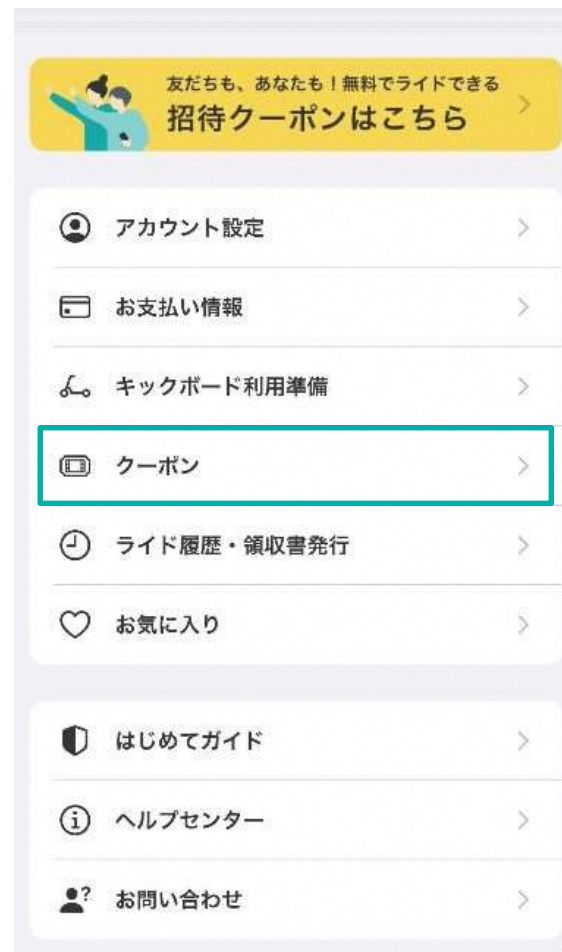 友だちも、あなたも！無料でライドできる
招待クーポンはこちら
アカウント設定
お支払い情報
キックボード利用準備
クーポン
ライド履歴・領収書発行
お気に入り
はじめてガイド
ヘルプセンター
お問い合わせ